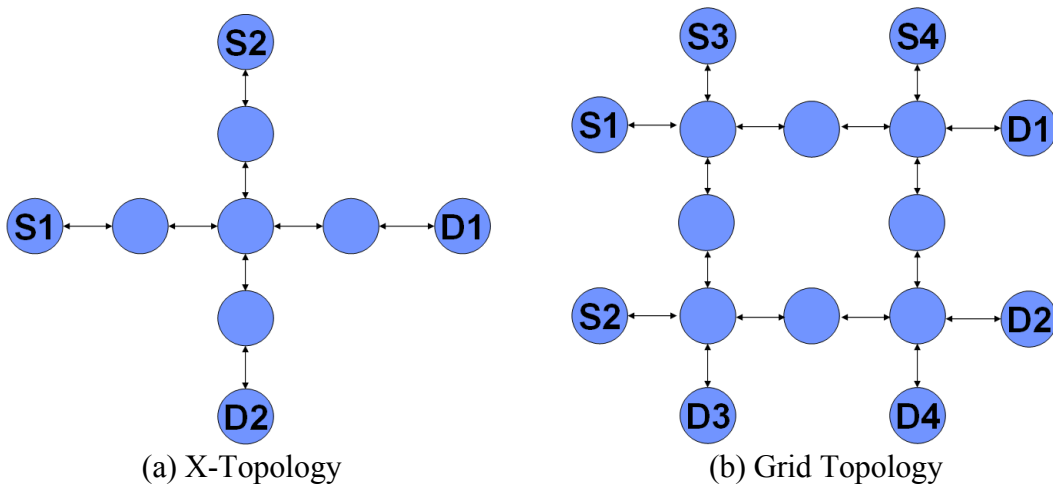 S2
S1
D1
D2
(a) X-Topology
S3
S4
S1
D1
S2
D2
D3
D4
(b) Grid Topology